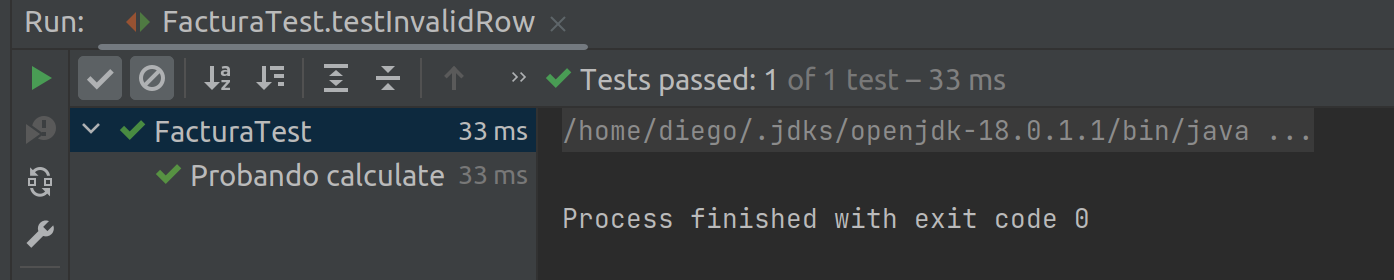 Run: FacturaTest.testInvalidRow
Tests passed: 1 of 1 test – 33 ms
FacturaTest 33 ms
/home/diego/.jdks/openjdk-18.0.1.1/bin/java ...
Probando calculate 33 ms
Process finished with exit code 0